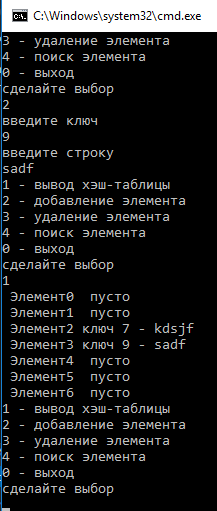 C:\Windows\system32\cmd.exe
3 - удаление элемента
4 - поиск элемента
0 - выход
сделайте выбор
2
введите ключ
9
введите строку
sadf
1 - вывод хэш-таблицы
2 - добавление элемента
3 - удаление элемента
4 - поиск элемента
0 - выход
сделайте выбор
1
Элемент0  пусто
Элемент1  пусто
Элемент2 ключ 7 - kdsjf
Элемент3 ключ 9 - sadf
Элемент4  пусто
Элемент5  пусто
Элемент6  пусто
1 - вывод хэш-таблицы
2 - добавление элемента
3 - удаление элемента
4 - поиск элемента
0 - выход
сделайте выбор